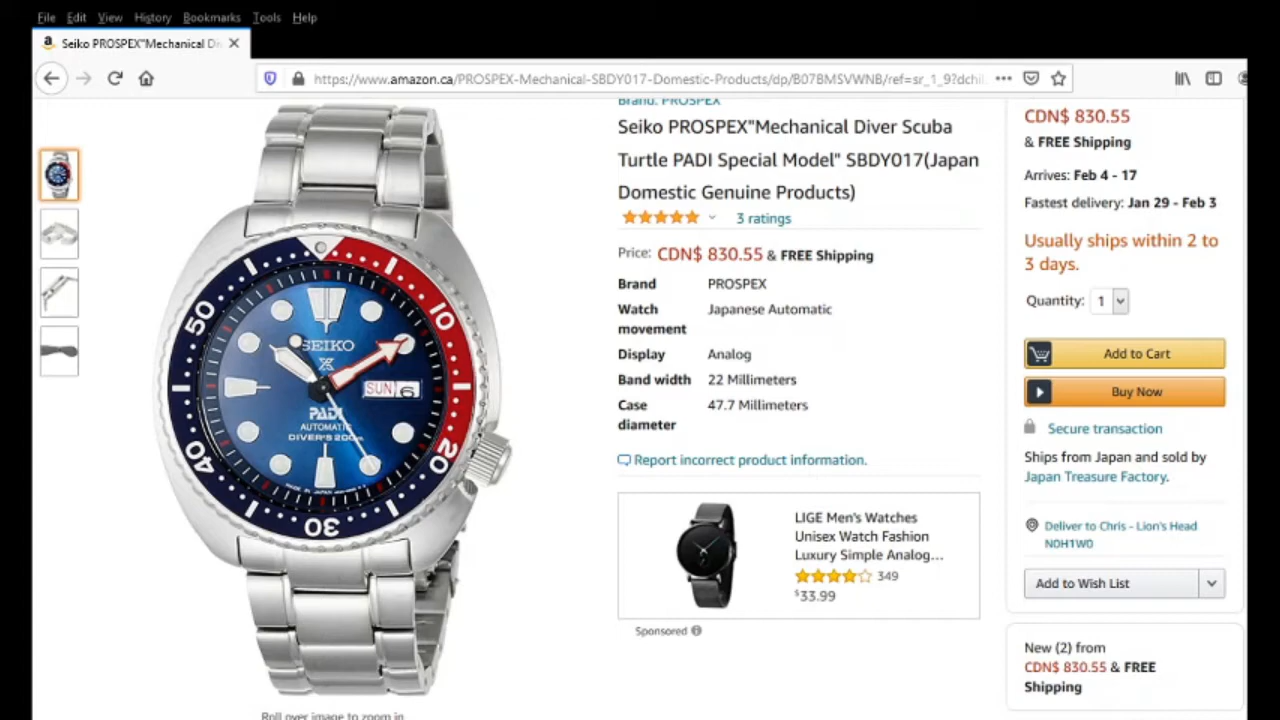 File Edit View History Bookmarks Tools Help
Seiko PROSPEX"Mechanical Di
https://www.amazon.ca/PROSPEX-Mechanical-SBDY017-Domestic-Products/dp/B07BMSVWNB/ref=sr_1_9?dchil
Brand: PROSPEX
Seiko PROSPEX"Mechanical Diver Scuba
Turtle PADI Special Model" SBDY017(Japan
Domestic Genuine Products)
3 ratings
Price: CDN$ 830.55 & FREE Shipping
Brand PROSPEX
Watch Japanese Automatic
movement
Display Analog
Band width 22 Millimeters
Case 47.7 Millimeters
diameter
Report incorrect product information.
LIGE Men's Watches
Unisex Watch Fashion
Luxury Simple Analog...
349
$33.99
Sponsored
CDN$ 830.55
& FREE Shipping
Arrives: Feb 4 - 17
Fastest delivery: Jan 29 - Feb 3
Usually ships within 2 to
3 days.
Quantity: 1
Add to Cart
Buy Now
Secure transaction
Ships from Japan and sold by
Japan Treasure Factory.
Deliver to Chris - Lion's Head
N0H1W0
Add to Wish List
New (2) from
CDN$ 830.55 & FREE
Shipping
10
20
30
40
50
SEIKO
SUN 6
PADI
AUTOMATIC
DIVER'S 200m
Roll over image to zoom in